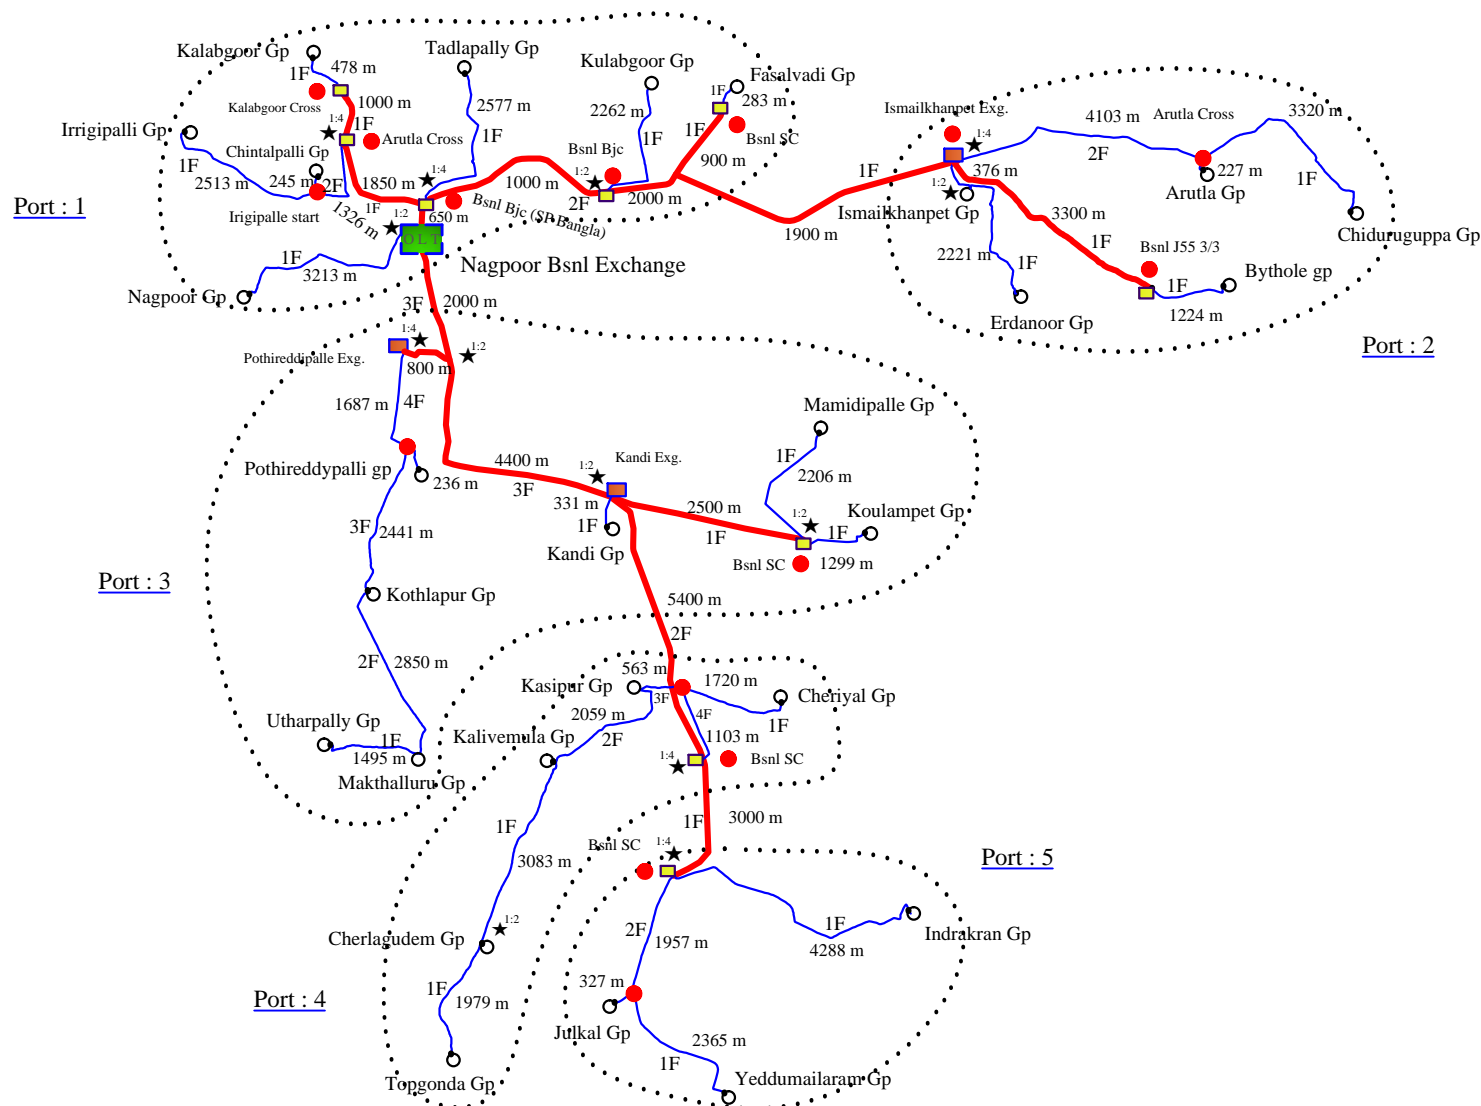 Kalabgoor Gp
Tadlapally Gp
Kulabgoor Gp
Fasalvadi Gp
1F
478 m
1F
283 m
Ismailkhanpet Exg.
4103 m
Arutla Cross
3320 m
Kalabgoor Cross
1000 m
2577 m
2262 m
1:4
1F
Arutla Cross
1F
1F
1F
Bsnl SC
1:4
2F
Irrigipalli Gp
Chintalpalli Gp
Bsnl Bjc
900 m
1F
376 m
227 m
1F
1F
2513 m
245 m
2F
1850 m
1:4
1000 m
1:2
2F
2000 m
1:2
Arutla Gp
Port : 1
Irigipalle start
1326 m
1F
1:2
650 m
Bsnl Bjc (SP Bangla)
Ismailkhanpet Gp
3300 m
1900 m
Chiduruguppa Gp
OLT
1F
3213 m
Nagpoor Bsnl Exchange
2221 m
1F
Bsnl J55 3/3
Bythole gp
1F
1F
1224 m
Nagpoor Gp
3F
2000 m
Erdanoor Gp
Port : 2
1:4
1:2
Pothireddipalle Exg.
800 m
1687 m
4F
Mamidipalle Gp
1F
Pothireddypalli gp
236 m
4400 m
3F
1:2
Kandi Exg.
331 m
2206 m
2500 m
1:2
Koulampet Gp
3F
2441 m
1F
1F
1F
Kandi Gp
Bsnl SC
1299 m
Port : 3
Kothlapur Gp
5400 m
2F
2F
2850 m
563 m
1720 m
Kasipur Gp
3F
Cheriyal Gp
2059 m
4F
1F
Utharpally Gp
1F
1495 m
Kalivemula Gp
2F
1103 m
1:4
Bsnl SC
Makthalluru Gp
1F
3000 m
1F
Bsnl SC
1:4
Port : 5
3083 m
1F
2F
1957 m
4288 m
Indrakran Gp
Cherlagudem Gp
1:2
327 m
1F
1979 m
Port : 4
Julkal Gp
2365 m
1F
Topgonda Gp
Yeddumailaram Gp